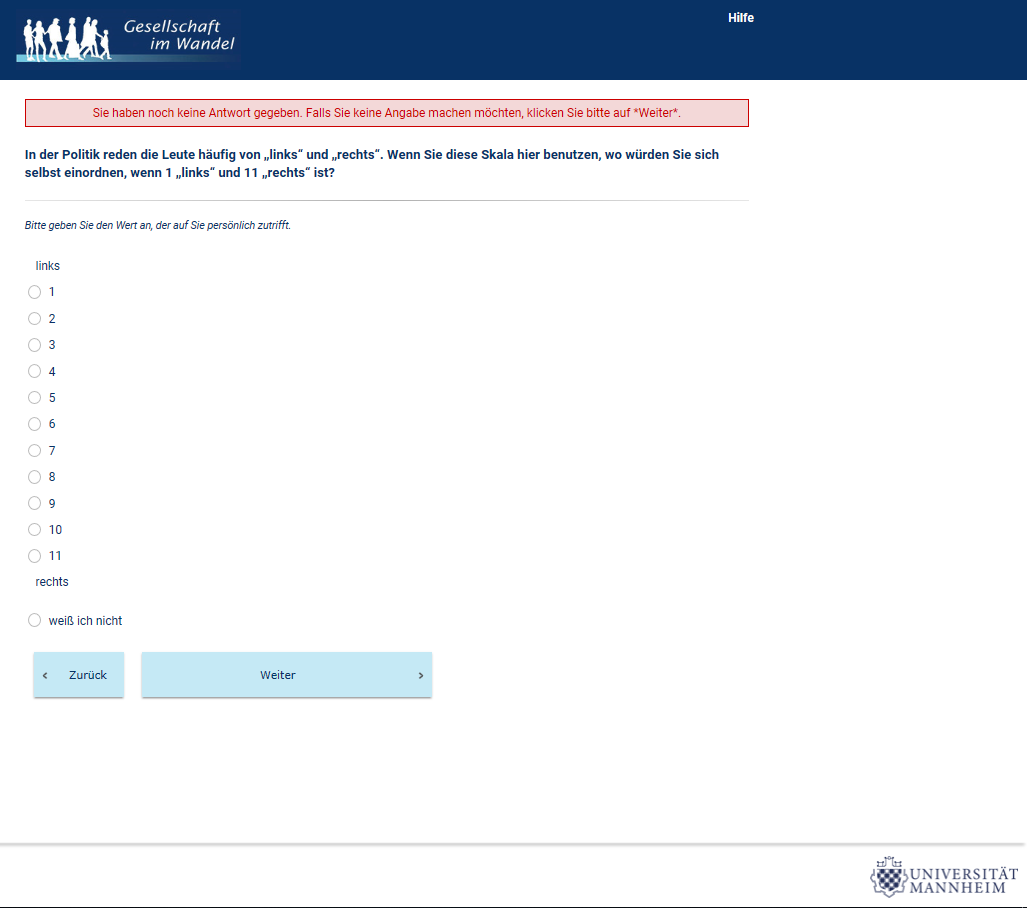 Gesellschaft
im Wandel
Hilfe
Sie haben noch keine Antwort gegeben. Falls Sie keine Angabe machen möchten, klicken Sie bitte auf *Weiter*.
In der Politik reden die Leute häufig von „links“ und „rechts“. Wenn Sie diese Skala hier benutzen, wo würden Sie sich
selbst einordnen, wenn 1 „links“ und 11 „rechts“ ist?
Bitte geben Sie den Wert an, der auf Sie persönlich zutrifft.
links
1
2
3
4
5
6
7
8
9
10
11
rechts
weiß ich nicht
‹ Zurück
Weiter ›
UNIVERSITÄT
MANNHEIM